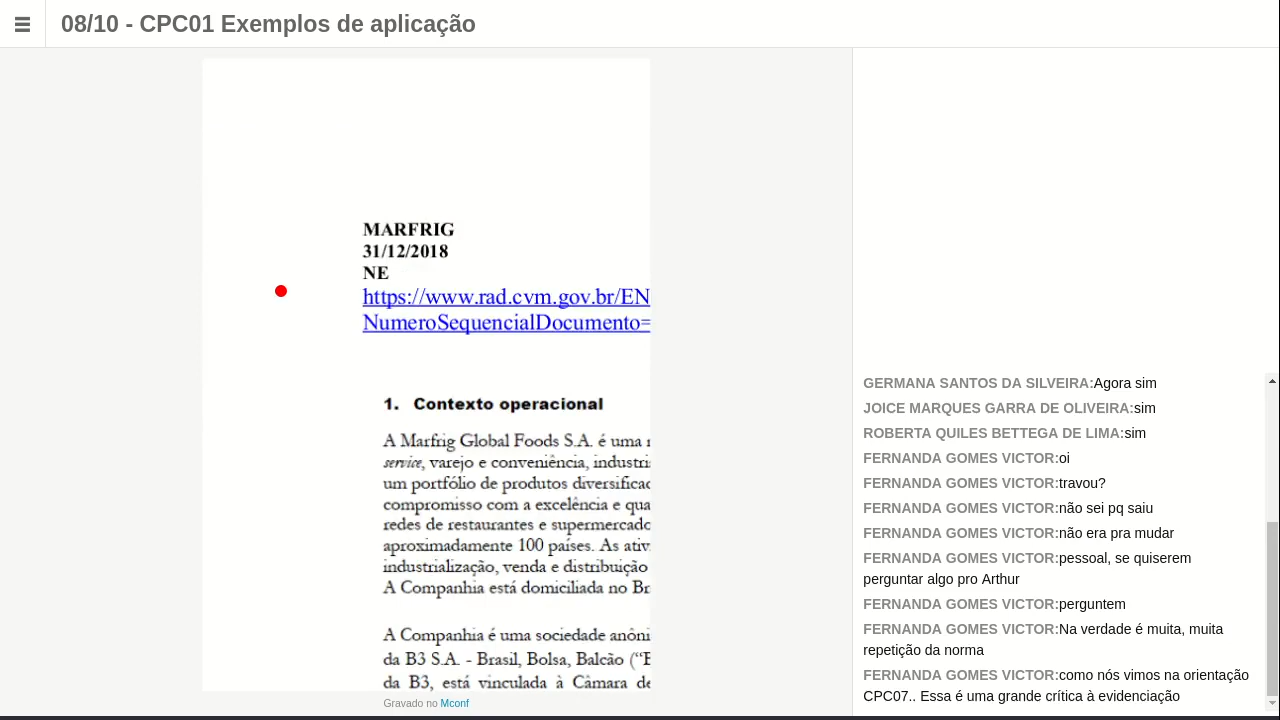 08/10 - CPC01 Exemplos de aplicação
MARFRIG
31/12/2018
NE
https://www.rad.cvm.gov.br/EN
NumeroSequencialDocumento=
1. Contexto operacional
A Marfrig Global Foods S.A. é uma
service, varejo e conveniência, industri
um portfólio de produtos diversificad
compromisso com a excelência e qua
redes de restaurantes e supermercado
aproximadamente 100 países. As ativ
industrialização, venda e distribuição
A Companhia está domiciliada no Br
A Companhia é uma sociedade anôni
da B3 S.A. - Brasil, Bolsa, Balcão (“B
da B3, está vinculada à Câmara de
Gravado no Mconf
GERMANA SANTOS DA SILVEIRA:Agora sim
JOICE MARQUES GARRA DE OLIVEIRA:sim
ROBERTA QUILES BETTEGA DE LIMA:sim
FERNANDA GOMES VICTOR:oi
FERNANDA GOMES VICTOR:travou?
FERNANDA GOMES VICTOR:não sei pq saiu
FERNANDA GOMES VICTOR:não era pra mudar
FERNANDA GOMES VICTOR:pessoal, se quiserem
perguntar algo pro Arthur
FERNANDA GOMES VICTOR:perguntem
FERNANDA GOMES VICTOR:Na verdade é muita, muita
repetição da norma
FERNANDA GOMES VICTOR:como nós vimos na orientação
CPC07.. Essa é uma grande crítica à evidenciação